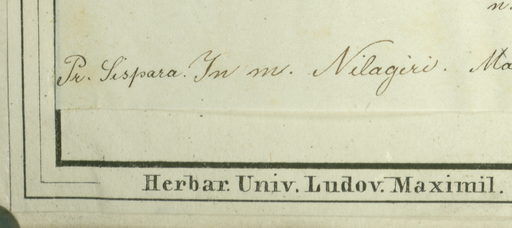 n.
Pr. Sispara. In m. Nilagiri. Ma
Herbar. Univ. Ludov. Maximil.